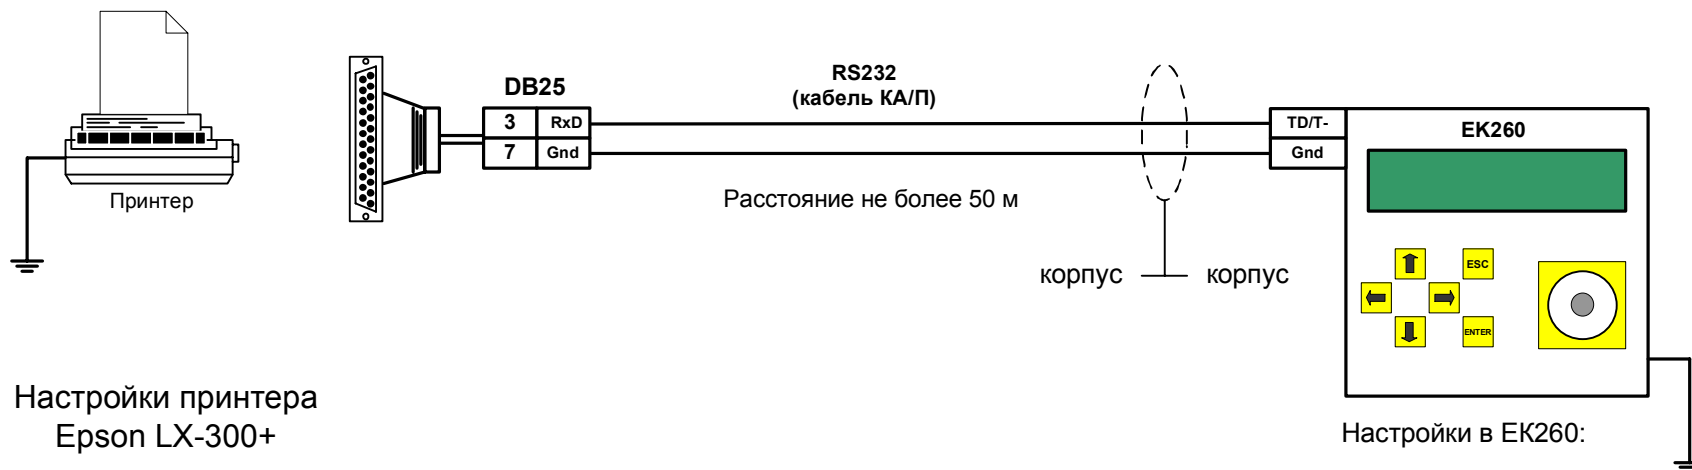 Принтер
DB25
3 RxD
7 Gnd
RS232
(кабель КА/П)
Расстояние не более 50 м
корпус корпус
TD/T-
Gnd
EK260
ESC
ENTER
Настройки принтера
Epson LX-300+
Настройки в EK260: